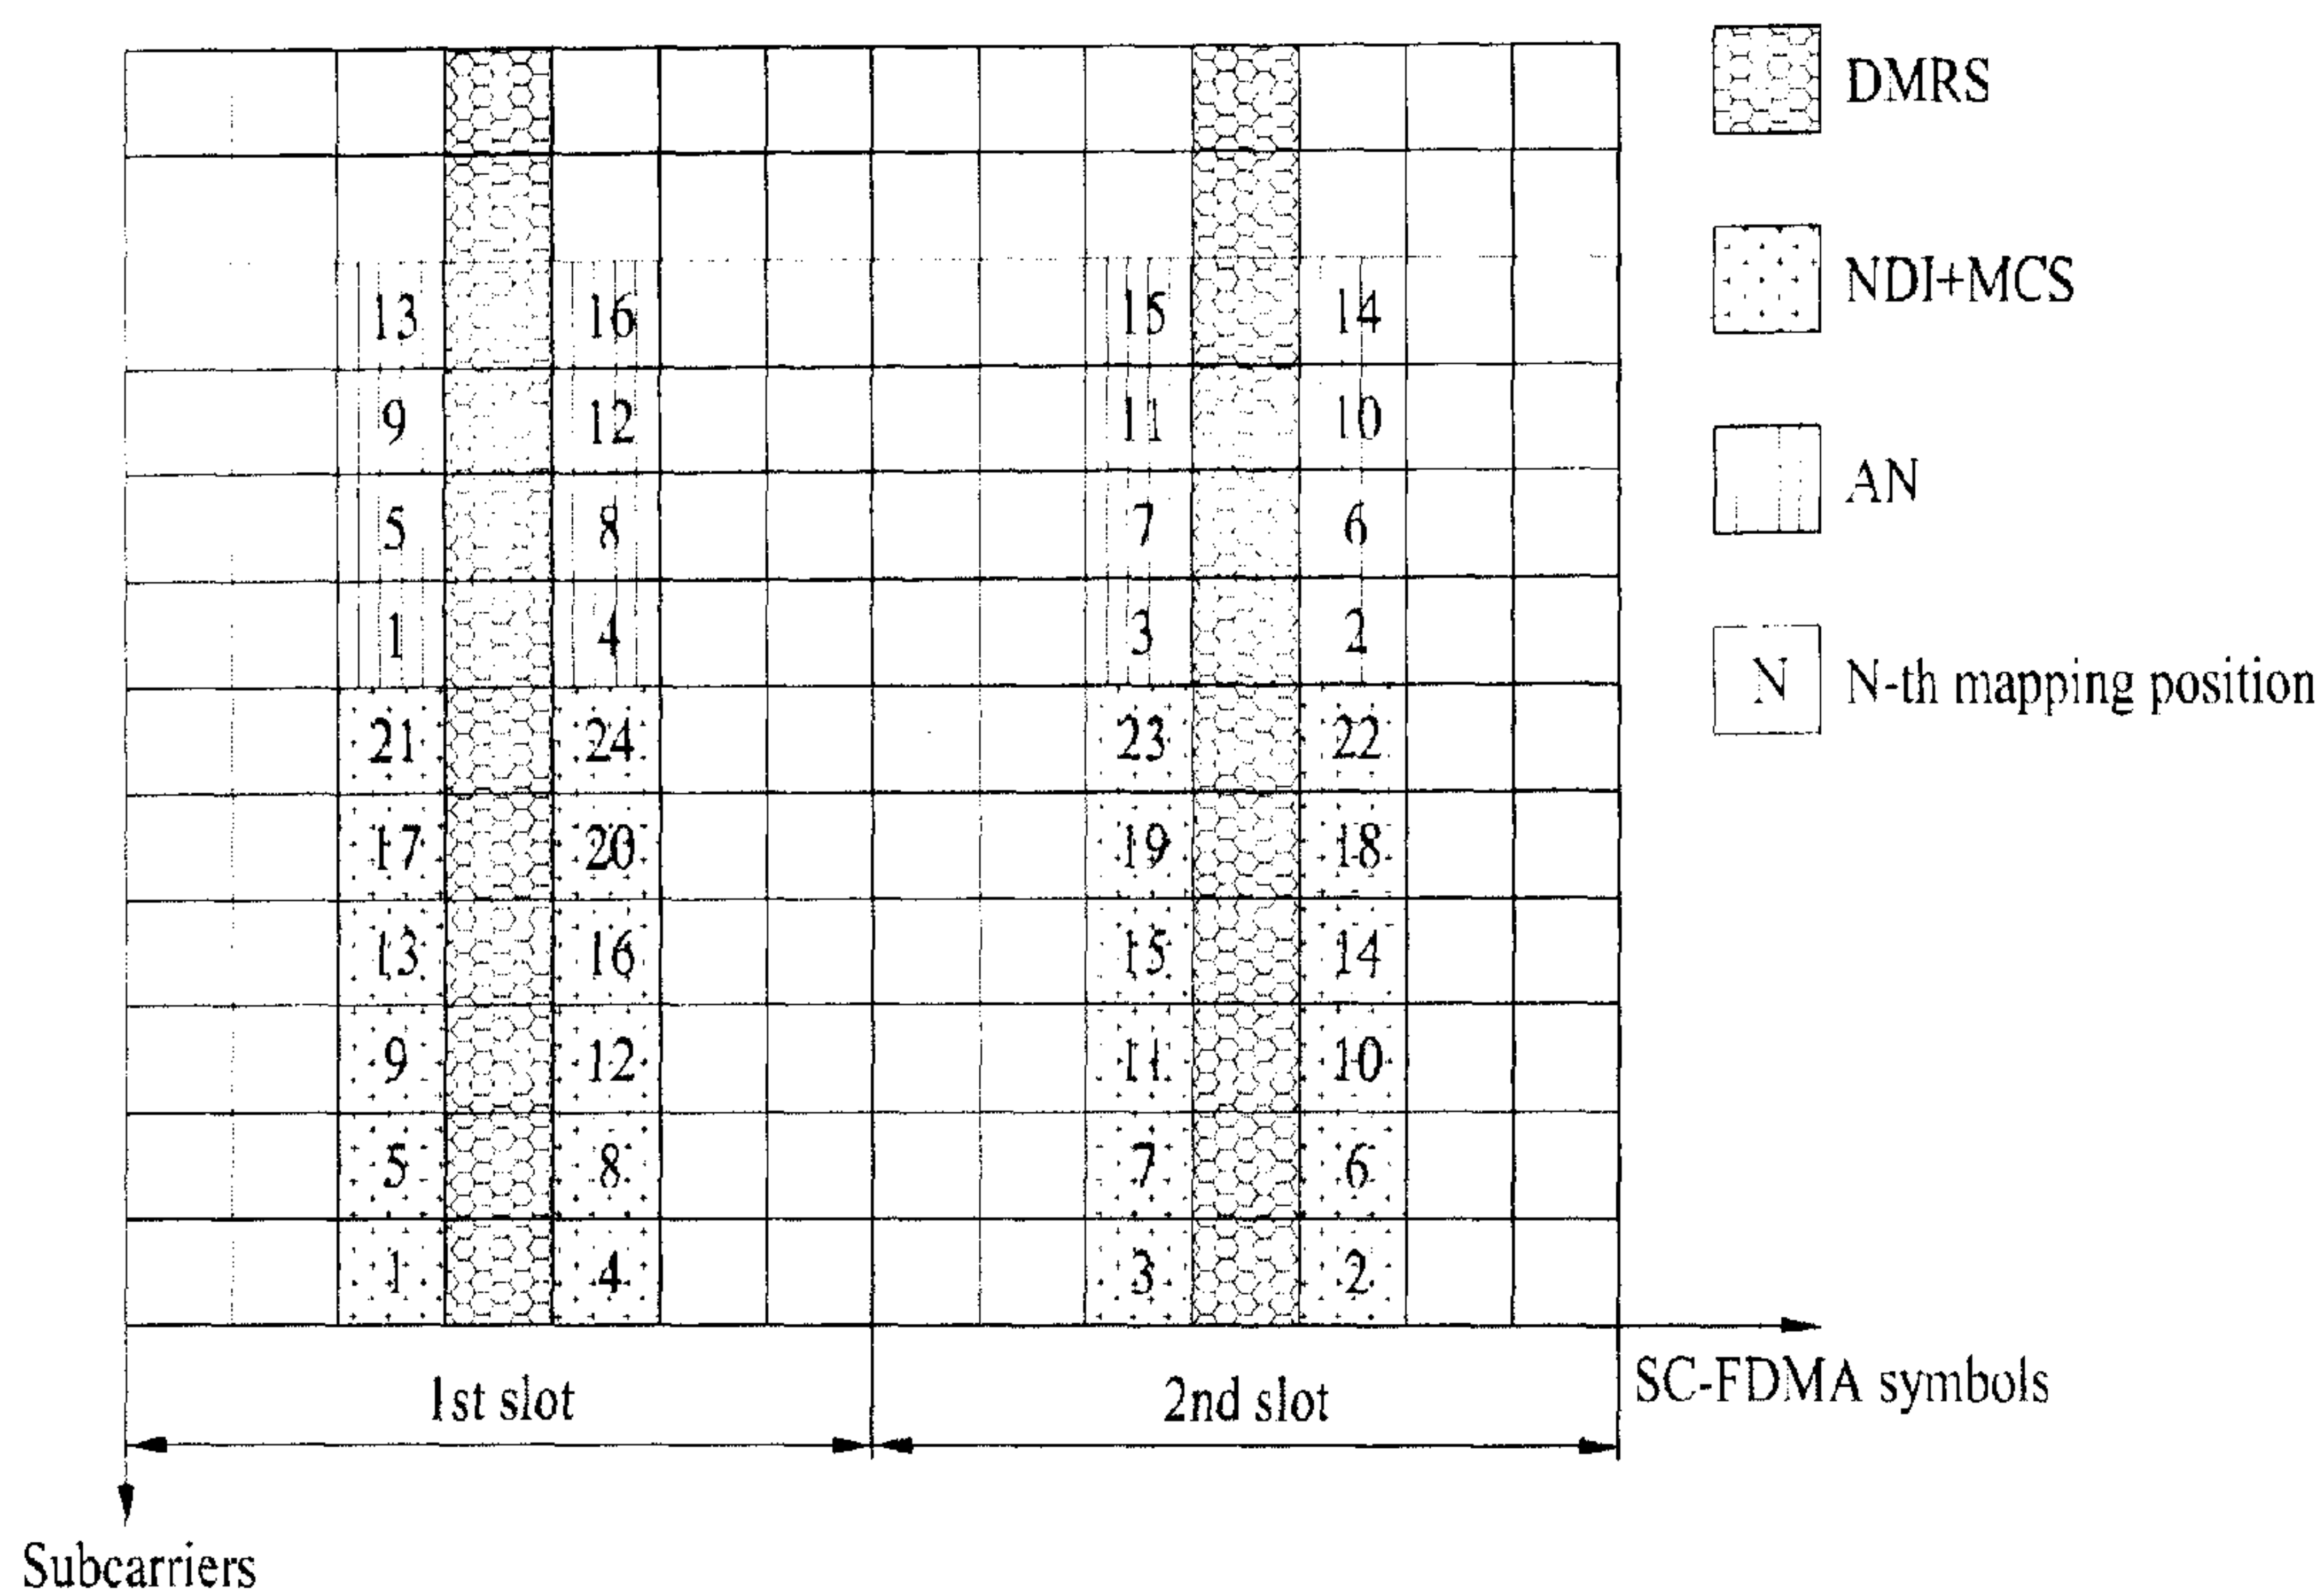 DMRS
NDI+MCS
AN
N N-th mapping position
13 16 15 14
9 12 11 10
5 8 7 6
1 4 3 2
21 24 23 22
17 20 19 18
13 16 15 14
9 12 11 10
5 8 7 6
1 4 3 2
SC-FDMA symbols
1st slot 2nd slot
Subcarriers